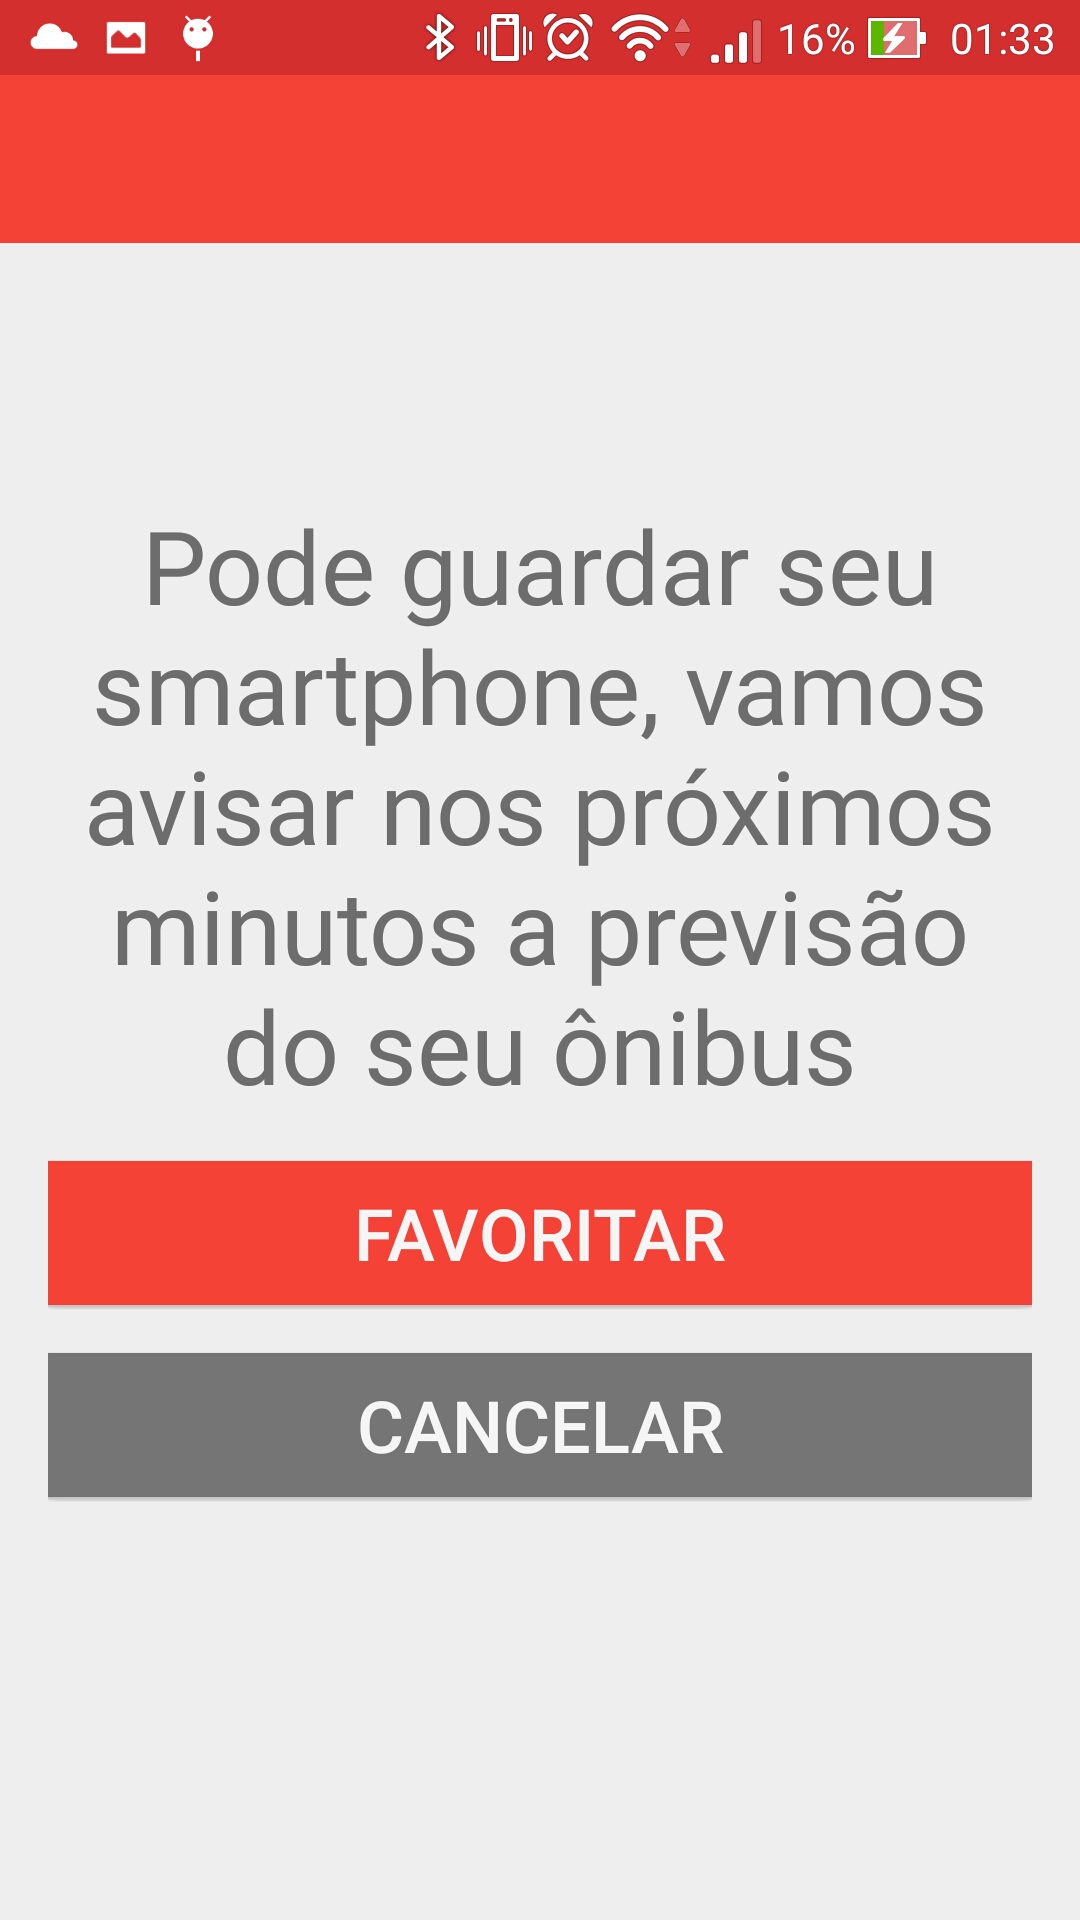 16% 01:33
Pode guardar seu
smartphone, vamos
avisar nos próximos
minutos a previsão
do seu ônibus
FAVORITAR
CANCELAR